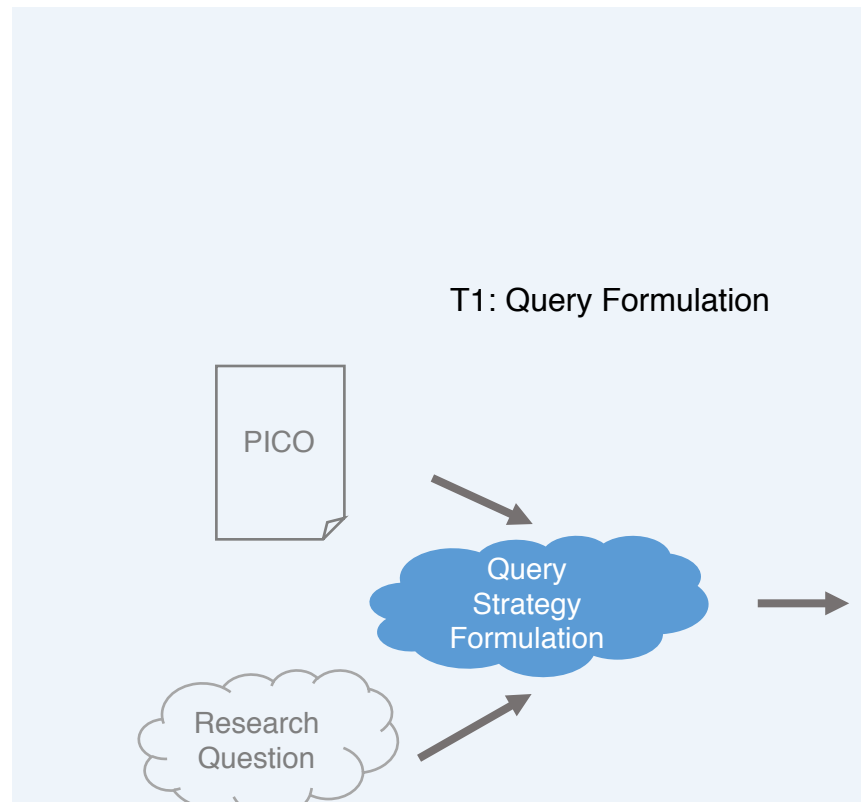 T1: Query Formulation
PICO
Query
Strategy
Formulation
Research
Question